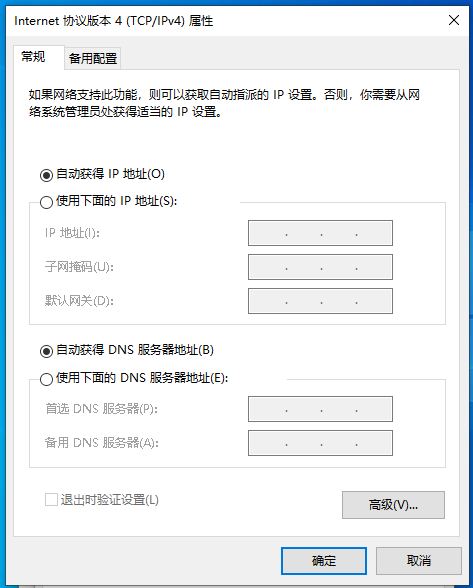 Internet 协议版本 4 (TCP/IPv4) 属性
常规
备用配置
如果网络支持此功能，则可以获取自动指派的 IP 设置。否则，你需要从网
络系统管理员处获得适当的 IP 设置。
自动获得 IP 地址(O)
使用下面的 IP 地址(S):
IP 地址(I):
子网掩码(U):
默认网关(D):
自动获得 DNS 服务器地址(B)
使用下面的 DNS 服务器地址(E):
首选 DNS 服务器(P):
备用 DNS 服务器(A):
退出时验证设置(L)
高级(V)...
确定
取消